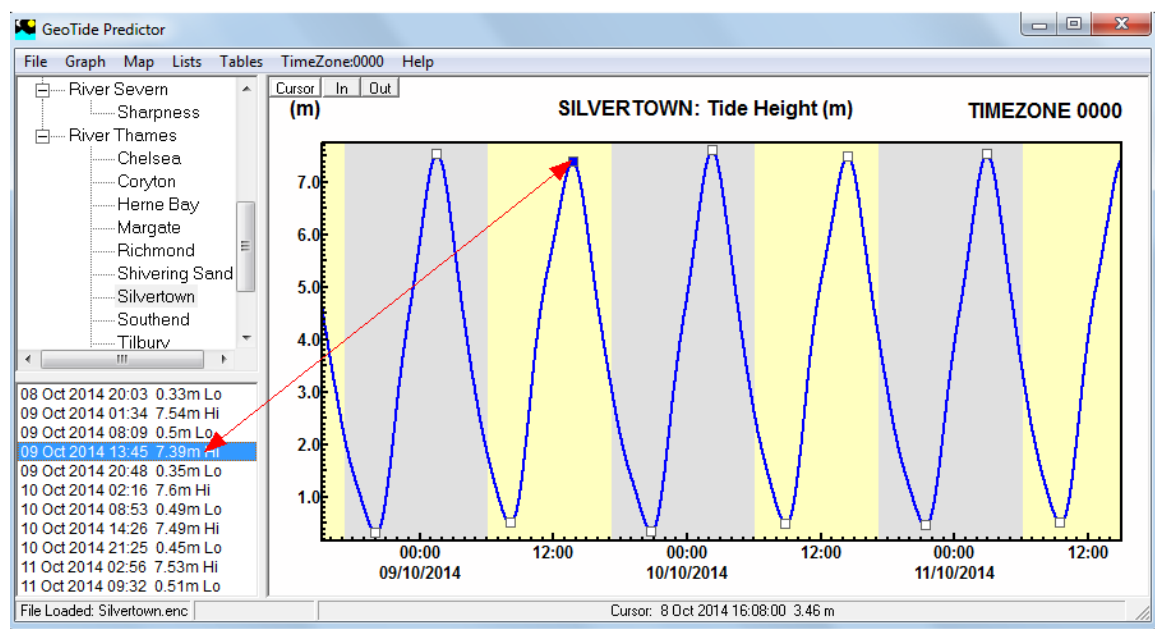 GeoTide Predictor
File Graph Map Lists Tables TimeZone:0000 Help
River Severn
Sharpness
River Thames
Chelsea
Coryton
Herne Bay
Margate
Richmond
Shivering Sand
Silvertown
Southend
Tilbury
08 Oct 2014 20:03 0.33m Lo
09 Oct 2014 01:34 7.54m Hi
09 Oct 2014 08:09 0.5m Lo
09 Oct 2014 13:45 7.39m Hi
09 Oct 2014 20:48 0.35m Lo
10 Oct 2014 02:16 7.6m Hi
10 Oct 2014 08:53 0.49m Lo
10 Oct 2014 14:26 7.49m Hi
10 Oct 2014 21:25 0.45m Lo
11 Oct 2014 02:56 7.53m Hi
11 Oct 2014 09:32 0.51m Lo
Cursor In Out
(m) SILVERTOWN: Tide Height (m) TIMEZONE 0000
7.0
6.0
5.0
4.0
3.0
2.0
1.0
00:00 12:00 00:00 12:00 00:00 12:00
09/10/2014 10/10/2014 11/10/2014
File Loaded: Silvertown.enc
Cursor: 8 Oct 2014 16:08:00 3.46 m